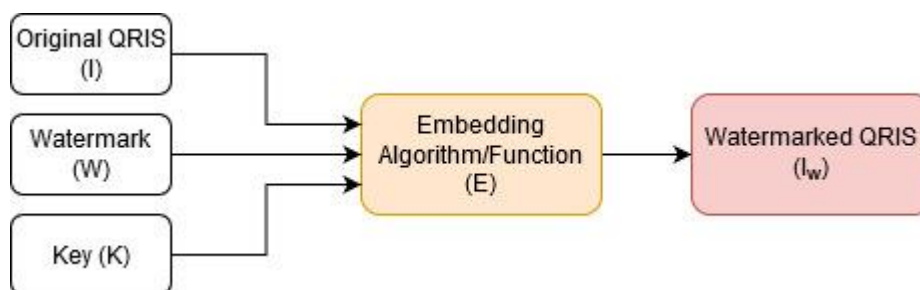 Original QRIS
(I)
Watermark
(W)
Key (K)
Embedding
Algorithm/Function
(E)
Watermarked QRIS
(Iw)